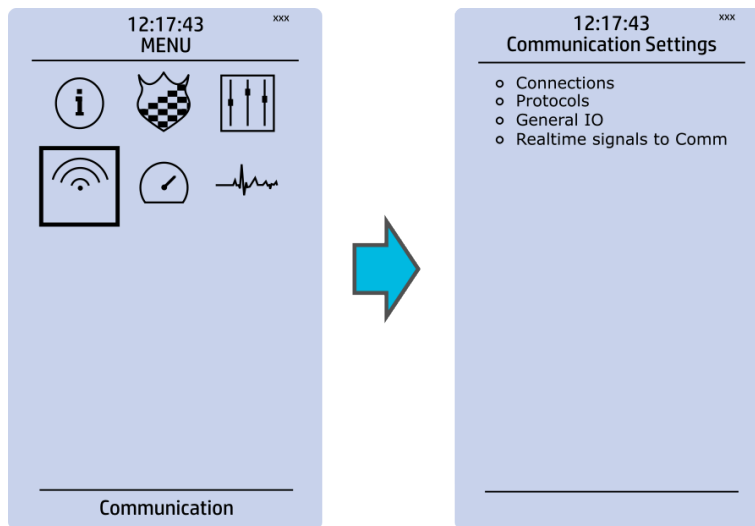 12:17:43
xxx
MENU
i
Communication
12:17:43
xxx
Communication Settings
Connections
Protocols
General IO
Realtime signals to Comm